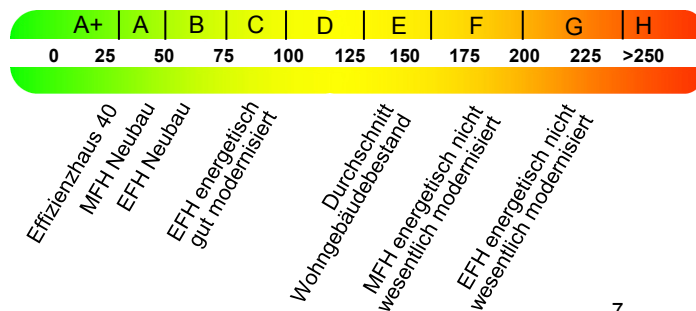 A+ A B C D E F G H
0 25 50 75 100 125 150 175 200 225 >250
Effizienzhaus 40
MFH Neubau
EFH Neubau
EFH energetisch
gut modernisiert
Durchschnitt
Wohngebäudebestand
MFH energetisch nicht
wesentlich modernisiert
EFH energetisch nicht
wesentlich modernisiert